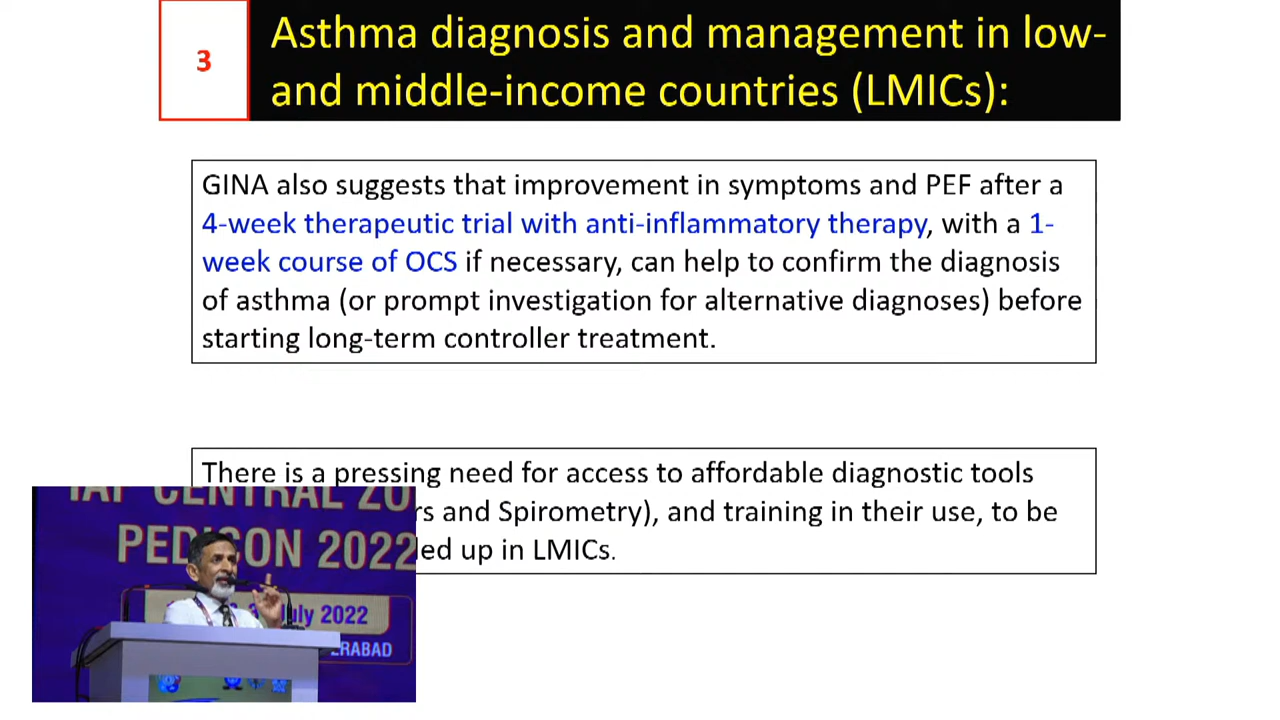 3
Asthma diagnosis and management in low-
and middle-income countries (LMICs):
GINA also suggests that improvement in symptoms and PEF after a
4-week therapeutic trial with anti-inflammatory therapy, with a 1-
week course of OCS if necessary, can help to confirm the diagnosis
of asthma (or prompt investigation for alternative diagnoses) before
starting long-term controller treatment.
There is a pressing need for access to affordable diagnostic tools
and Spirometry), and training in their use, to be
up in LMICs.
CENTRAL
2022
July 2022